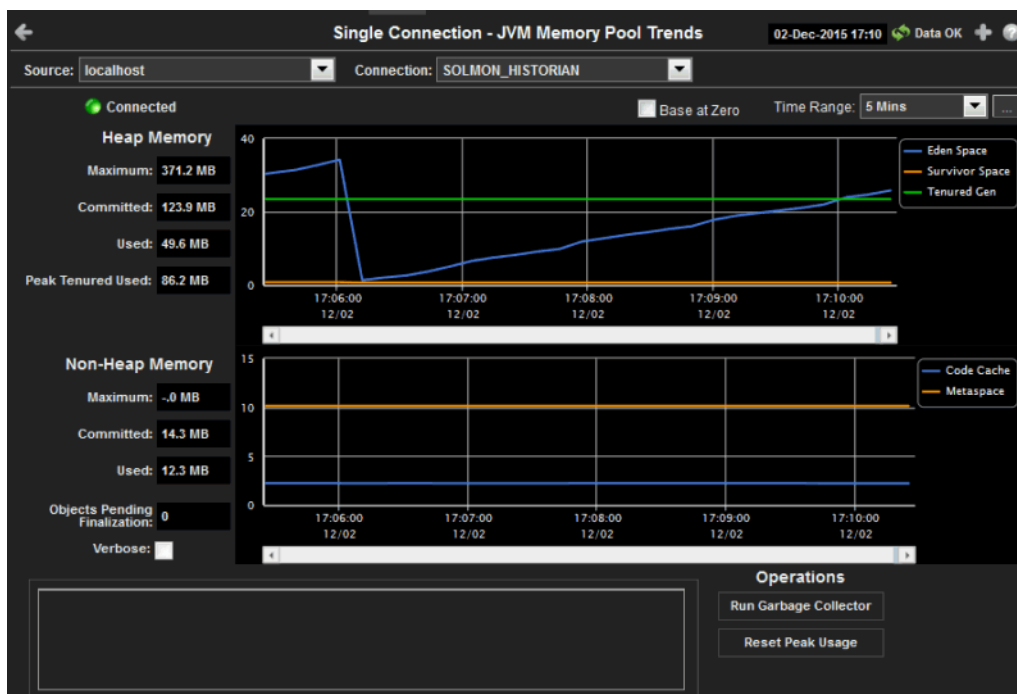 Single Connection - JVM Memory Pool Trends
02-Dec-2015 17:10
Data OK
?
Source: localhost
Connection: SOLMON_HISTORIAN
Connected
Base at Zero
Time Range: 5 Mins
...
Heap Memory
Maximum: 371.2 MB
Committed: 123.9 MB
Used: 49.6 MB
Peak Tenured Used: 86.2 MB
40
20
0
17:06:00 17:07:00 17:08:00 17:09:00 17:10:00
12/02 12/02 12/02 12/02 12/02
Eden Space
Survivor Space
Tenured Gen
Non-Heap Memory
Maximum: -.0 MB
Committed: 14.3 MB
Used: 12.3 MB
Objects Pending
Finalization: 0
Verbose:
15
10
5
0
17:06:00 17:07:00 17:08:00 17:09:00 17:10:00
12/02 12/02 12/02 12/02 12/02
Code Cache
Metaspace
Operations
Run Garbage Collector
Reset Peak Usage